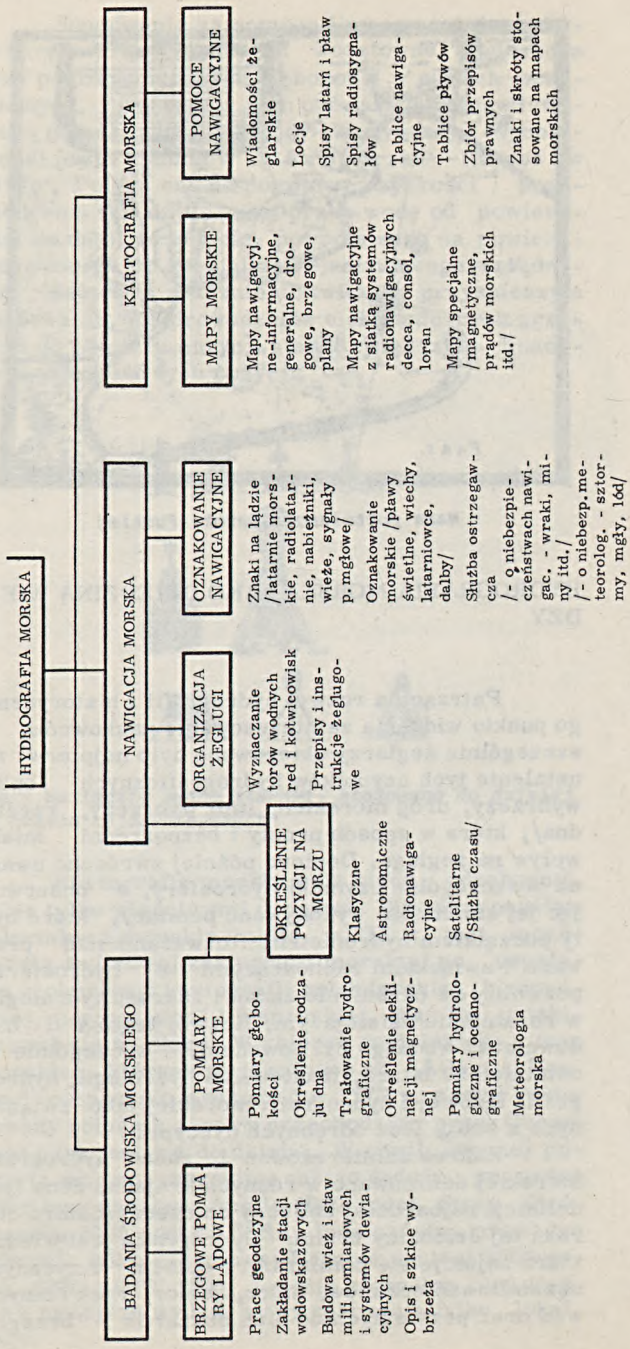 HYDROGRAFIA MORSKA
BADANIA ŚRODOWISKA MORSKIEGO
BRZEGOWE POMIA-
RY LĄDOWE
Prace geodezyjne
Zakładanie stacji
wodowskazowych
Budowa wież i staw
mili pomiarowych
i systemów dewia-
cyjnych
Opis i szkice wy-
brzeża
POMIARY
MORSKIE
Pomiary głębo-
kości
Określenie rodza-
ju dna
Trałowanie hydro-
graficzne
Określenie dekli-
nacji magnetycz-
nej
Pomiary hydrolo-
giczne i oceano-
graficzne
Meteorologia
morska
NAWIGACJA MORSKA
OKREŚLENIE
POZYCJI NA
MORZU
Klasyczne
Astronomiczne
Radionawiga-
cyjne
Satelitarne
/Służba czasu/
ORGANIZACJA
ŻEGLUGI
Wyznaczanie
torów wodnych
red i kotwicowisk
Przepisy i ins-
trukcje żeglugo-
we
OZNAKOWANIE
NAWIGACYJNE
Znaki na lądzie
/latarnie mors-
kie, radiolatar-
nie, nabieżniki,
wieże, sygnały
p. mgłowe/
Oznakowanie
morskie /pławy
świetlne, wiechy,
latarniowce,
dalby/
Służba ostrzegaw-
cza
/- o niebezpie-
czeństwach nawi-
gac. - wraki, mi-
ny itd./
/- o niebezp. me-
teorolog. - sztor-
my, mgły, lód/
KARTOGRAFIA MORSKA
MAPY MORSKIE
Mapy nawigacyj-
ne-informacyjne,
generalne, dro-
gowe, brzegowe,
plany
Mapy nawigacyjne
z siatką systemów
radionawigacyjnych
decca, consol,
loran
Mapy specjalne
/magnetyczne,
prądów morskich
itd./
POMOCE
NAWIGACYJNE
Wiadomości że-
glarskie
Locje
Spisy latarń i pław
Spisy radiosygna-
łów
Tablice nawiga-
cyjne
Tablice pływów
Zbiór przepisów
prawnych
Znaki i skróty sto-
sowane na mapach
morskich